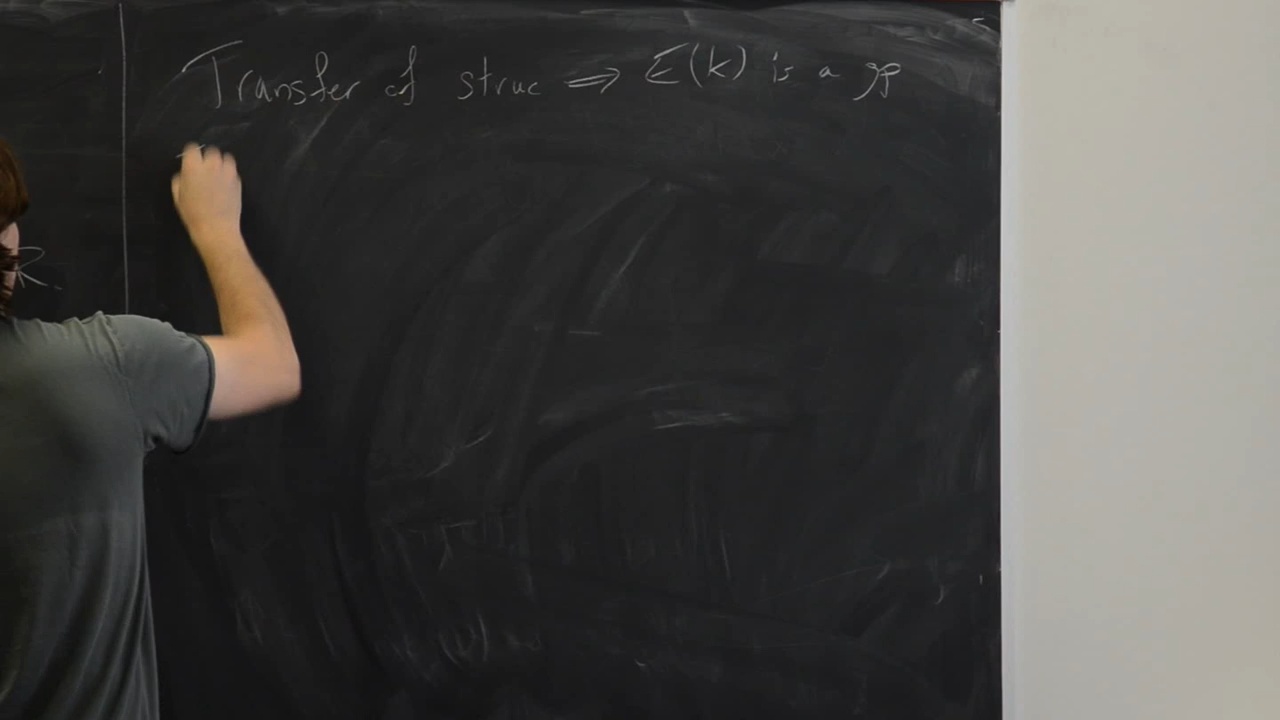 Transfer of struc ⇒ E(k) is a gp
R